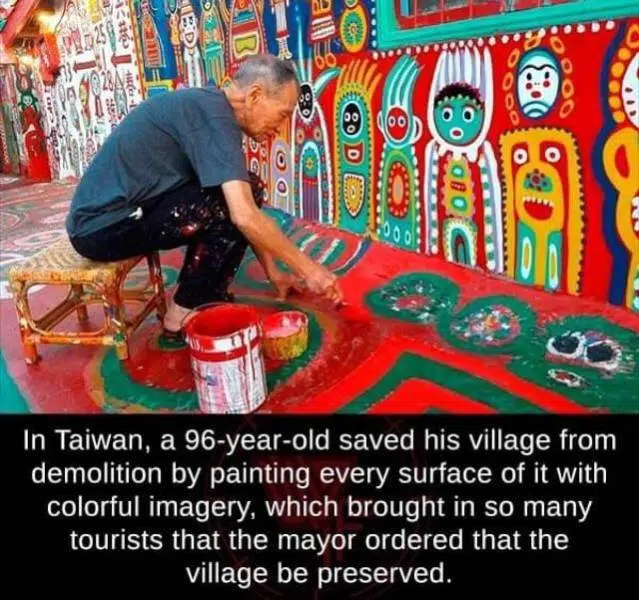 In Taiwan, a 96-year-old saved his village from
demolition by painting every surface of it with
colorful imagery, which brought in so many
tourists that the mayor ordered that the
village be preserved.